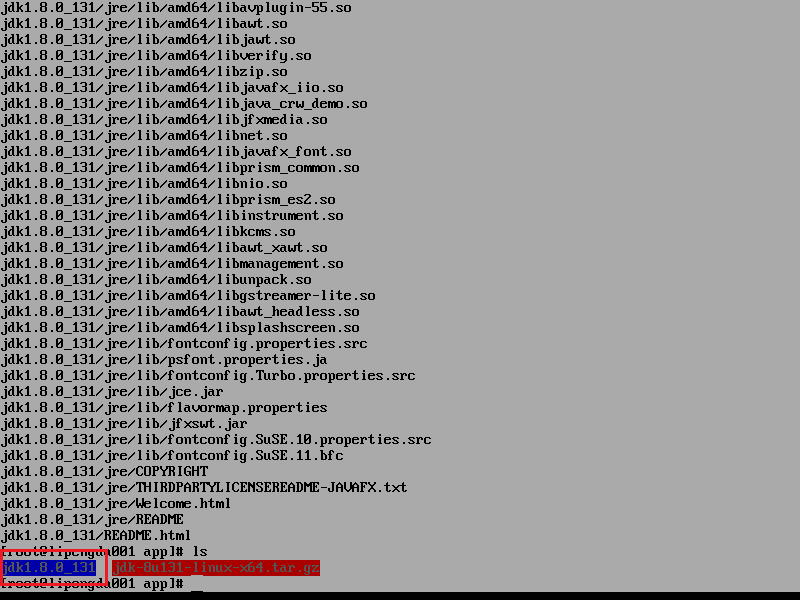 jdk1.8.0_131/jre/lib/amd64/libavplugin-55.so
jdk1.8.0_131/jre/lib/amd64/libawt.so
jdk1.8.0_131/jre/lib/amd64/libjawt.so
jdk1.8.0_131/jre/lib/amd64/libverify.so
jdk1.8.0_131/jre/lib/amd64/libzip.so
jdk1.8.0_131/jre/lib/amd64/libjavafx_iio.so
jdk1.8.0_131/jre/lib/amd64/libjava_crw_demo.so
jdk1.8.0_131/jre/lib/amd64/libjfxmedia.so
jdk1.8.0_131/jre/lib/amd64/libnet.so
jdk1.8.0_131/jre/lib/amd64/libjavafx_font.so
jdk1.8.0_131/jre/lib/amd64/libprism_common.so
jdk1.8.0_131/jre/lib/amd64/libnio.so
jdk1.8.0_131/jre/lib/amd64/libprism_es2.so
jdk1.8.0_131/jre/lib/amd64/libinstrument.so
jdk1.8.0_131/jre/lib/amd64/libkcms.so
jdk1.8.0_131/jre/lib/amd64/libawt_xawt.so
jdk1.8.0_131/jre/lib/amd64/libmanagement.so
jdk1.8.0_131/jre/lib/amd64/libunpack.so
jdk1.8.0_131/jre/lib/amd64/libgstreamer-lite.so
jdk1.8.0_131/jre/lib/amd64/libawt_headless.so
jdk1.8.0_131/jre/lib/amd64/libsplashscreen.so
jdk1.8.0_131/jre/lib/fontconfig.properties.src
jdk1.8.0_131/jre/lib/psfont.properties.ja
jdk1.8.0_131/jre/lib/fontconfig.Turbo.properties.src
jdk1.8.0_131/jre/lib/jce.jar
jdk1.8.0_131/jre/lib/flavormap.properties
jdk1.8.0_131/jre/lib/jfxswt.jar
jdk1.8.0_131/jre/lib/fontconfig.SuSE.10.properties.src
jdk1.8.0_131/jre/lib/fontconfig.SuSE.11.bfc
jdk1.8.0_131/jre/COPYRIGHT
jdk1.8.0_131/jre/THIRDPARTYLICENSEREADME-JAVAFX.txt
jdk1.8.0_131/jre/Welcome.html
jdk1.8.0_131/jre/README
jdk1.8.0_131/README.html
[root@lipengda001 app]# ls
jdk1.8.0_131 jdk-8u131-linux-x64.tar.gz
[root@lipengda001 app]# _